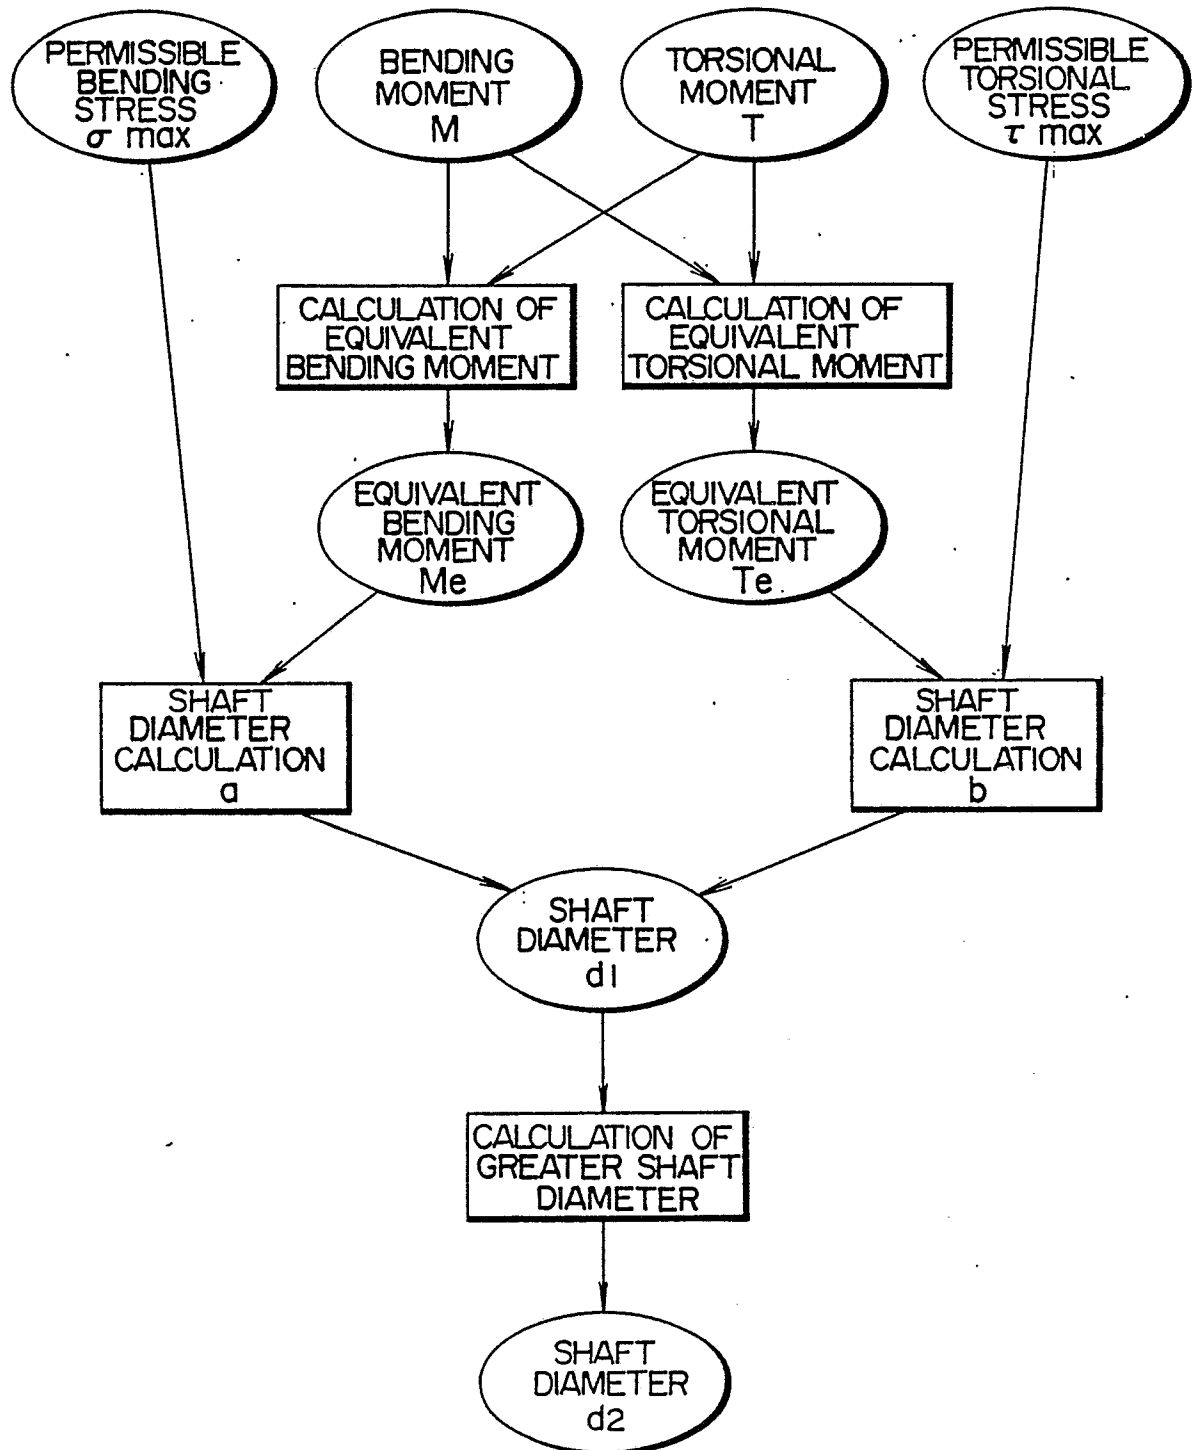 PERMISSIBLE
BENDING
STRESS
σ max
BENDING
MOMENT
M
TORSIONAL
MOMENT
T
PERMISSIBLE
TORSIONAL
STRESS
τ max
CALCULATION OF
EQUIVALENT
BENDING MOMENT
CALCULATION OF
EQUIVALENT
TORSIONAL MOMENT
EQUIVALENT
BENDING
MOMENT
Me
EQUIVALENT
TORSIONAL
MOMENT
Te
SHAFT
DIAMETER
CALCULATION
a
SHAFT
DIAMETER
CALCULATION
b
SHAFT
DIAMETER
d1
CALCULATION OF
GREATER SHAFT
DIAMETER
SHAFT
DIAMETER
d2